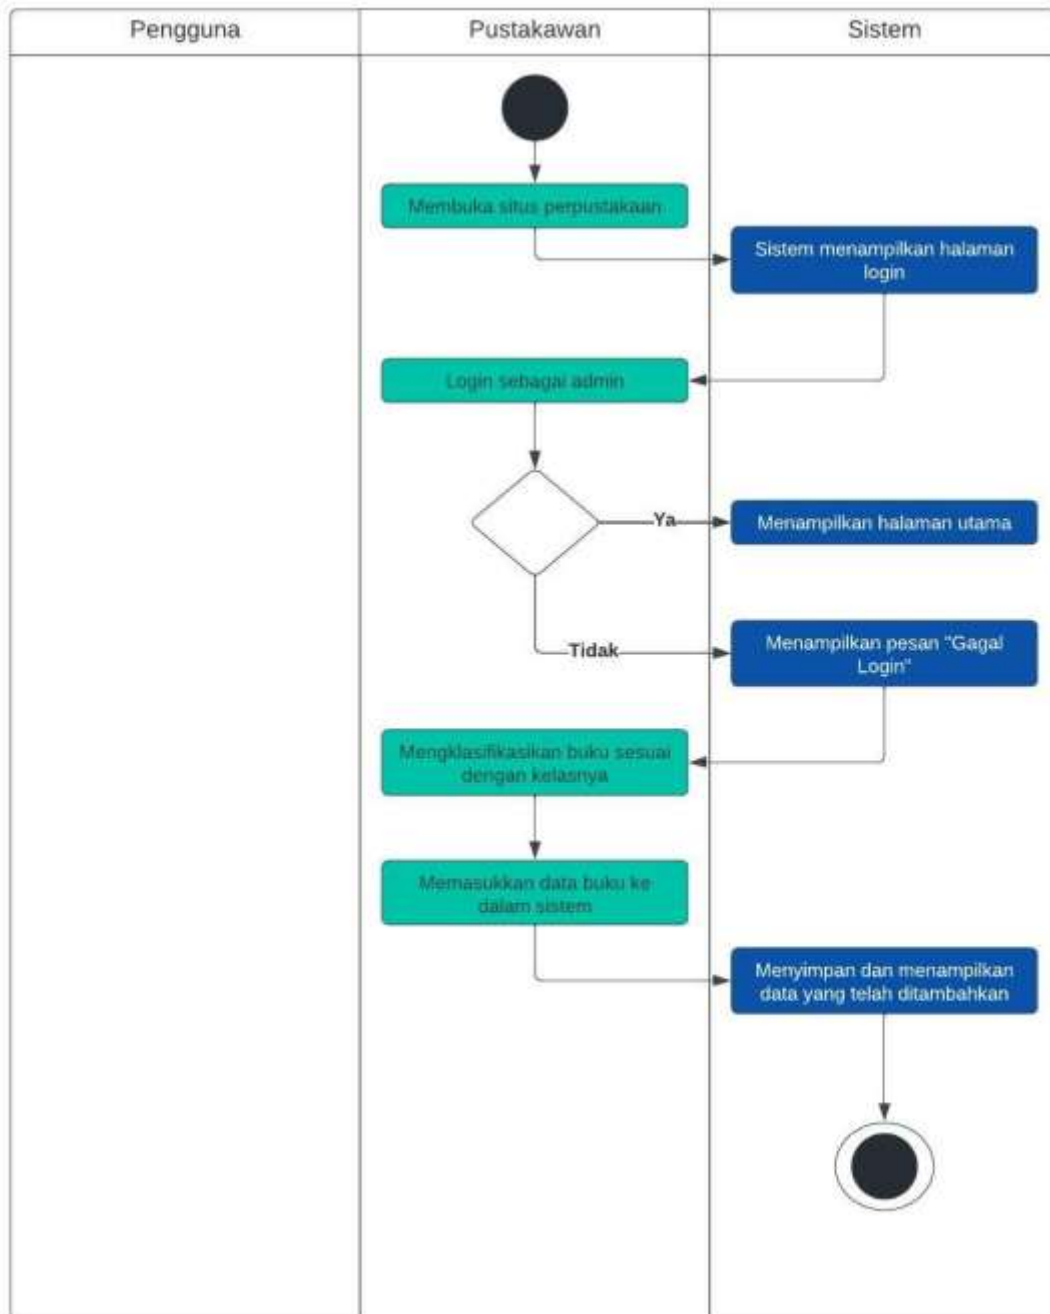 Pengguna
Pustakawan
Sistem
Membuka situs perpustakaan
Sistem menampilkan halaman
login
Login sebagai admin
Ya
Menampilkan halaman utama
Tidak
Menampilkan pesan "Gagal
Login"
Mengklasifikasikan buku sesuai
dengan kelasnya
Memasukkan data buku ke
dalam sistem
Menyimpan dan menampilkan
data yang telah ditambahkan